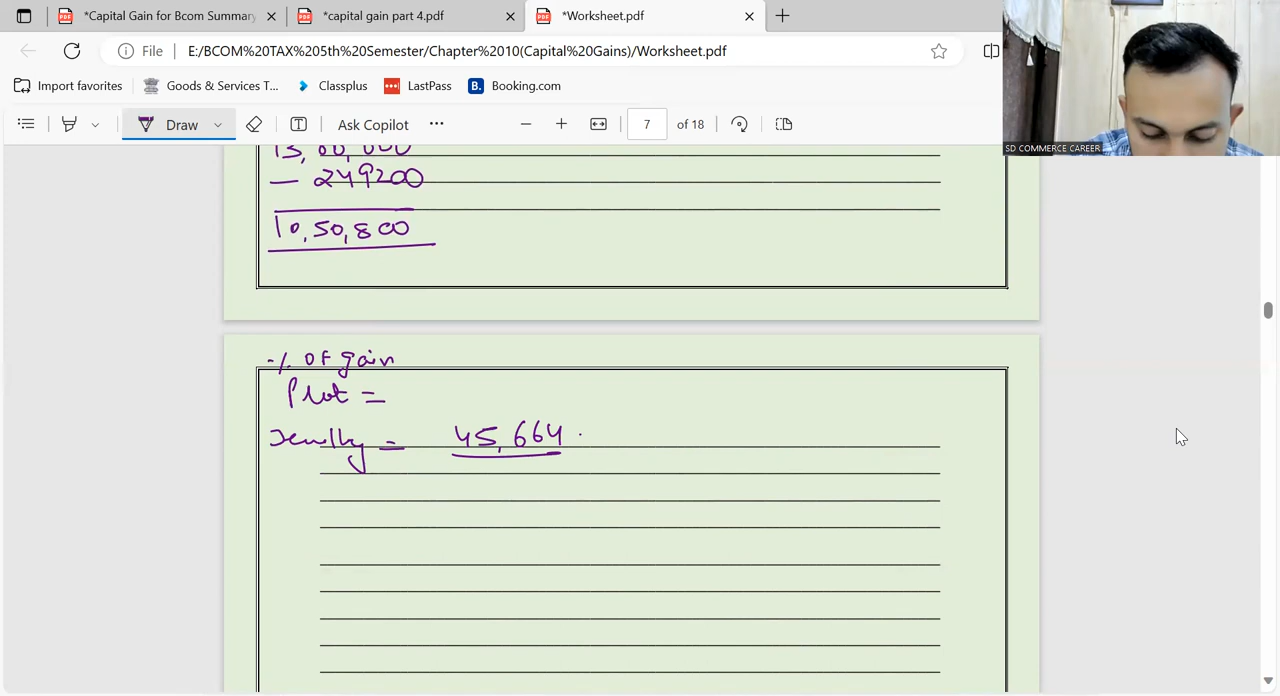 *Capital Gain for Bcom Summary
*capital gain part 4.pdf
*Worksheet.pdf
File
E:/BCOM%20TAX%205th%20Semester/Chapter%2010(Capital%20Gains)/Worksheet.pdf
Import favorites
Goods & Services T...
Classplus
LastPass
B. Booking.com
Draw
Ask Copilot
7 of 18
SD COMMERCE CAREER
13,00,000
— 249200
10,50,800
% OF gain
Plot =
= 45,664